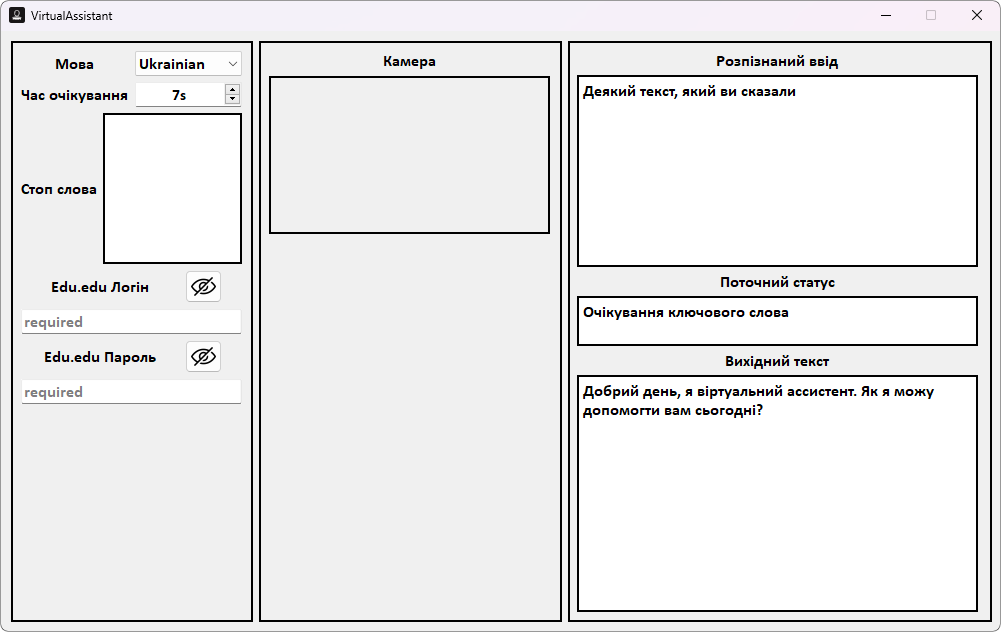 VirtualAssistant
Мова
Ukrainian
Час очікування
7s
Стоп слова
Edu.edu Логін
required
Edu.edu Пароль
required
Камера
Розпізнаний ввід
Деякий текст, який ви сказали
Поточний статус
Очікування ключового слова
Вихідний текст
Добрий день, я віртуальний ассистент. Як я можу
допомогти вам сьогодні?